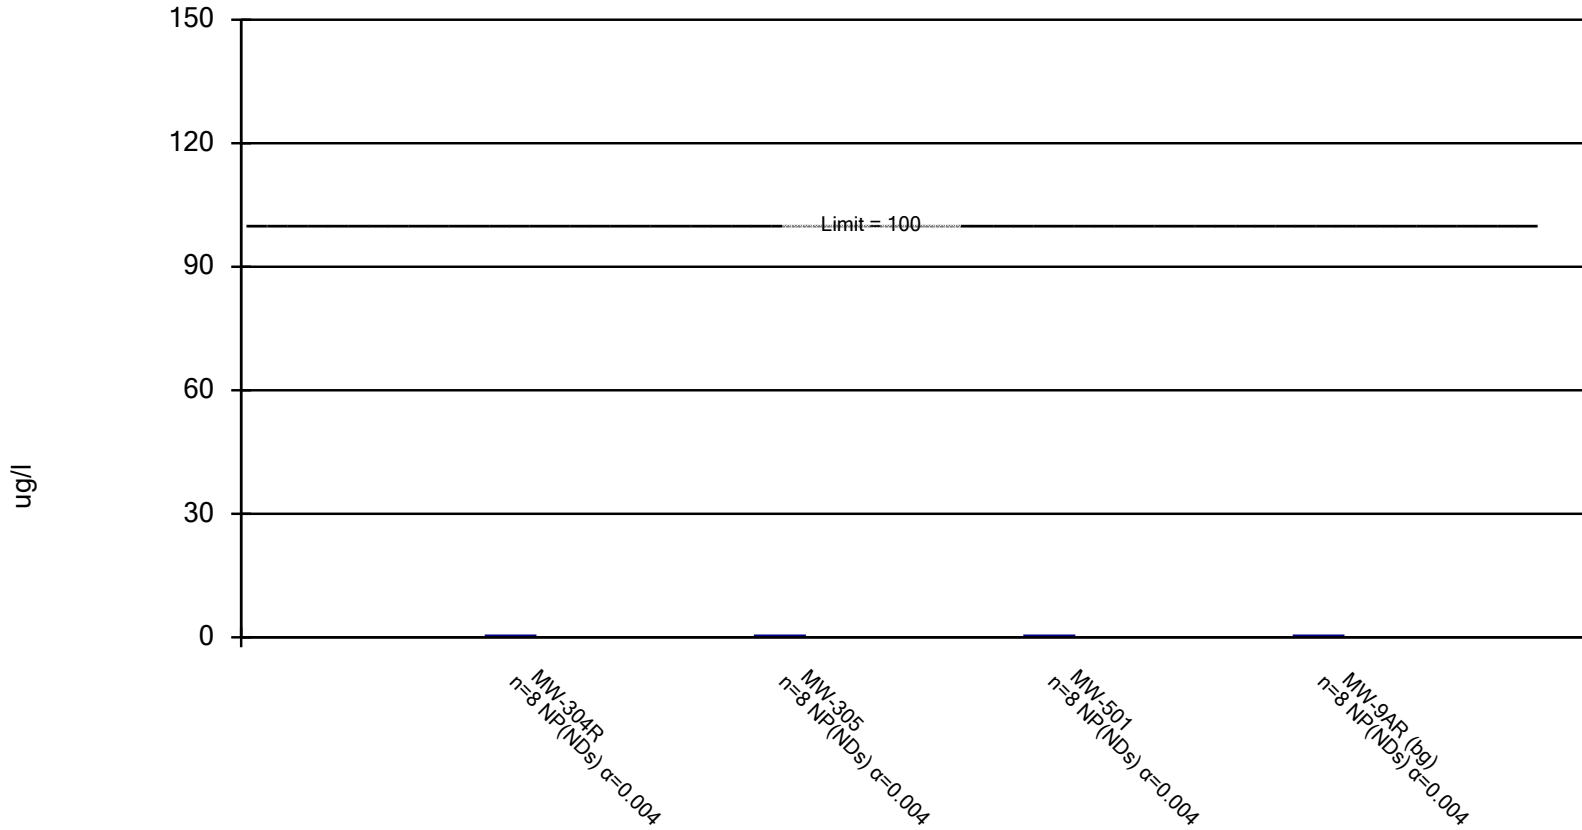 150
120
Limit = 100
90
60
ug/l
30
0
MW-304R
n=8 NP(NDs) α=0.004
MW-305
n=8 NP(NDs) α=0.004
MW-501
n=8 NP(NDs) α=0.004
MW-9AR (bg)
n=8 NP(NDs) α=0.004